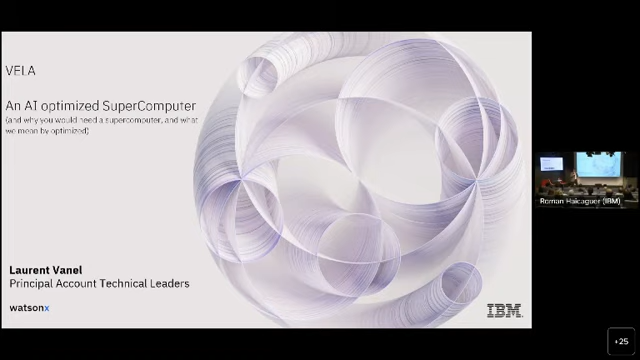 VELA
An AI optimized SuperComputer
(and why you would need a supercomputer, and what
we mean by optimized)
Laurent Vanel
Principal Account Technical Leaders
watsonx
IBM
Roman Haicaguer (IBM)
+25